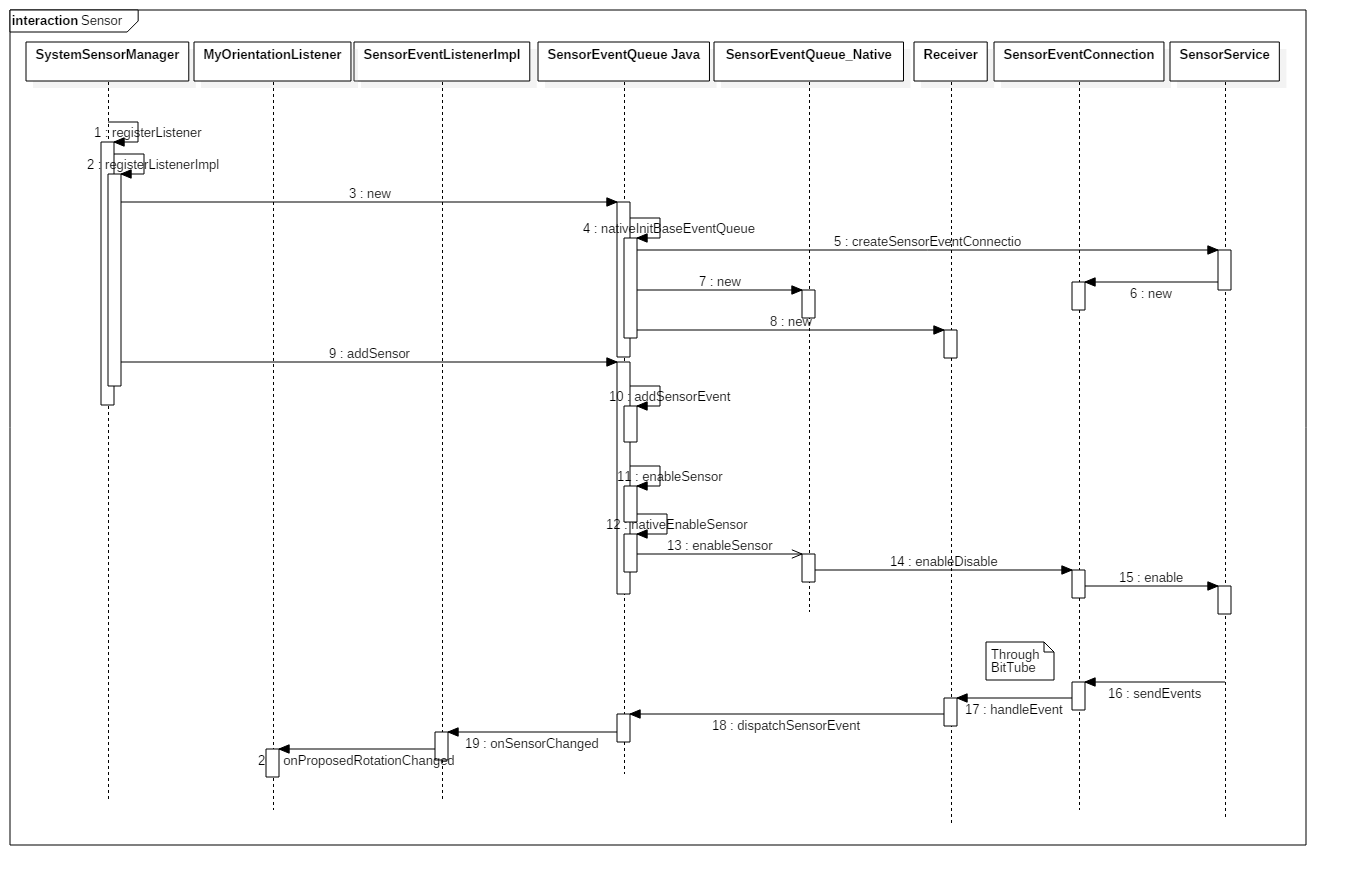 interaction Sensor
SystemSensorManager
MyOrientationListener
SensorEventListenerImpl
SensorEventQueue Java
SensorEventQueue_Native
Receiver
SensorEventConnection
SensorService
1 : registerListener
2 : registerListenerImpl
3 : new
4 : nativeInitBaseEventQueue
5 : createSensorEventConnectio
6 : new
7 : new
8 : new
9 : addSensor
10 : addSensorEvent
11 : enableSensor
12 : nativeEnableSensor
13 : enableSensor
14 : enableDisable
15 : enable
Through
BitTube
16 : sendEvents
17 : handleEvent
18 : dispatchSensorEvent
19 : onSensorChanged
2 onProposedRotationChanged